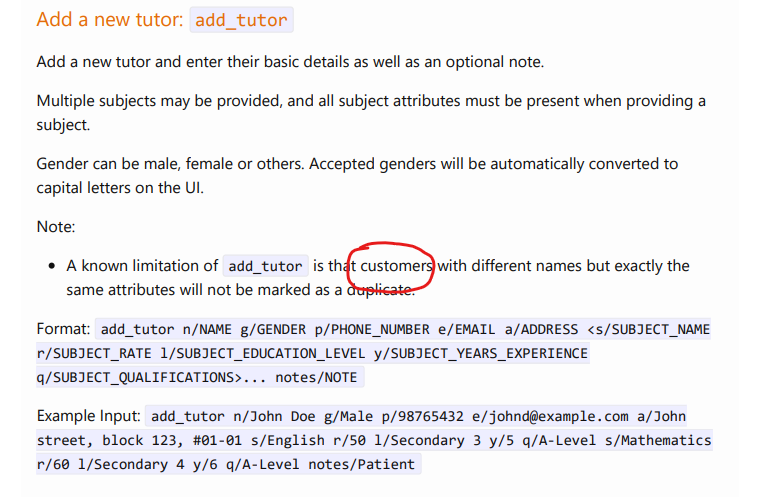 Add a new tutor: add_tutor
Add a new tutor and enter their basic details as well as an optional note.
Multiple subjects may be provided, and all subject attributes must be present when providing a
subject.
Gender can be male, female or others. Accepted genders will be automatically converted to
capital letters on the UI.
Note:
• A known limitation of add_tutor is that customers with different names but exactly the
same attributes will not be marked as a duplicate.
Format: add_tutor n/NAME g/GENDER p/PHONE_NUMBER e/EMAIL a/ADDRESS <s/SUBJECT_NAME
r/SUBJECT_RATE l/SUBJECT_EDUCATION_LEVEL y/SUBJECT_YEARS_EXPERIENCE
q/SUBJECT_QUALIFICATIONS>... notes/NOTE
Example Input: add_tutor n/John Doe g/Male p/98765432 e/johnd@example.com a/John
street, block 123, #01-01 s/English r/50 l/Secondary 3 y/5 q/A-Level s/Mathematics
r/60 l/Secondary 4 y/6 q/A-Level notes/Patient